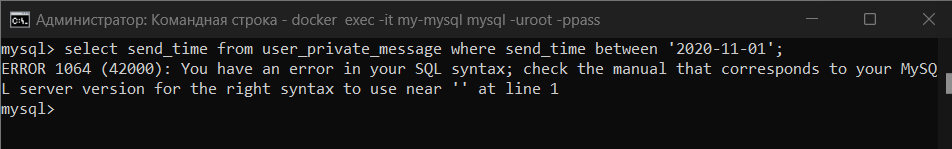 Администратор: Командная строка - docker  exec -it my-mysql mysql -uroot -ppass
mysql> select send_time from user_private_message where send_time between '2020-11-01';
ERROR 1064 (42000): You have an error in your SQL syntax; check the manual that corresponds to your MySQ
L server version for the right syntax to use near '' at line 1
mysql>